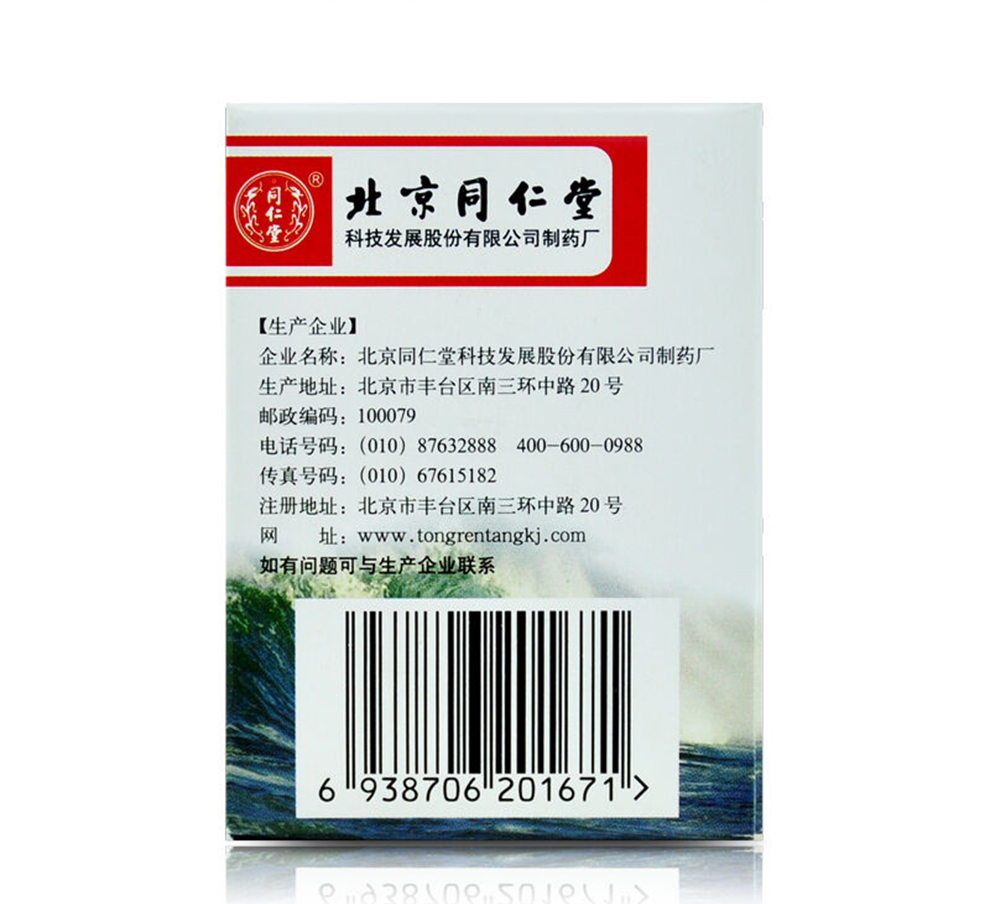 同仁堂
®
北京同仁堂
科技发展股份有限公司制药厂
【生产企业】
企业名称：北京同仁堂科技发展股份有限公司制药厂
生产地址：北京市丰台区南三环中路20号
邮政编码：100079
电话号码：（010）87632888 400-600-0988
传真号码：（010）67615182
注册地址：北京市丰台区南三环中路20号
网 址：www.tongrentangkj.com
如有问题可与生产企业联系
6 938706 201671 >